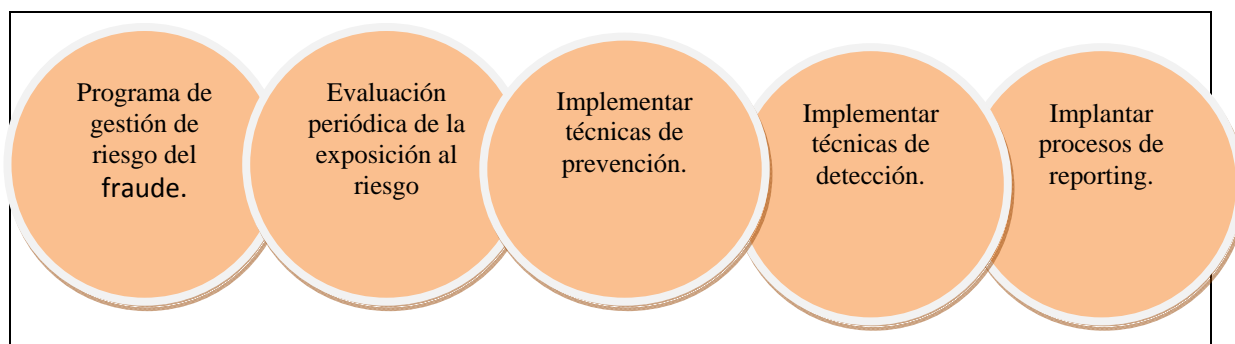 Programa de
gestión de
riesgo del
fraude.
Evaluación
periódica de la
exposición al
riesgo
Implementar
técnicas de
prevención.
Implementar
técnicas de
detección.
Implantar
procesos de
reporting.